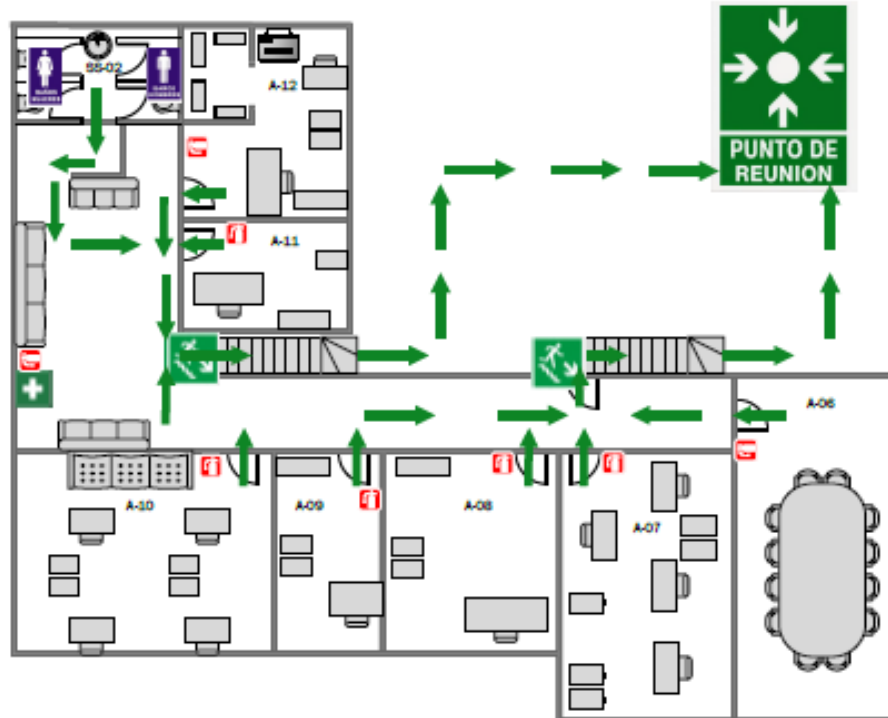 SS-02
A-12
PUNTO DE
REUNION
A-11
A-06
A-10
A-09
A-08
A-07